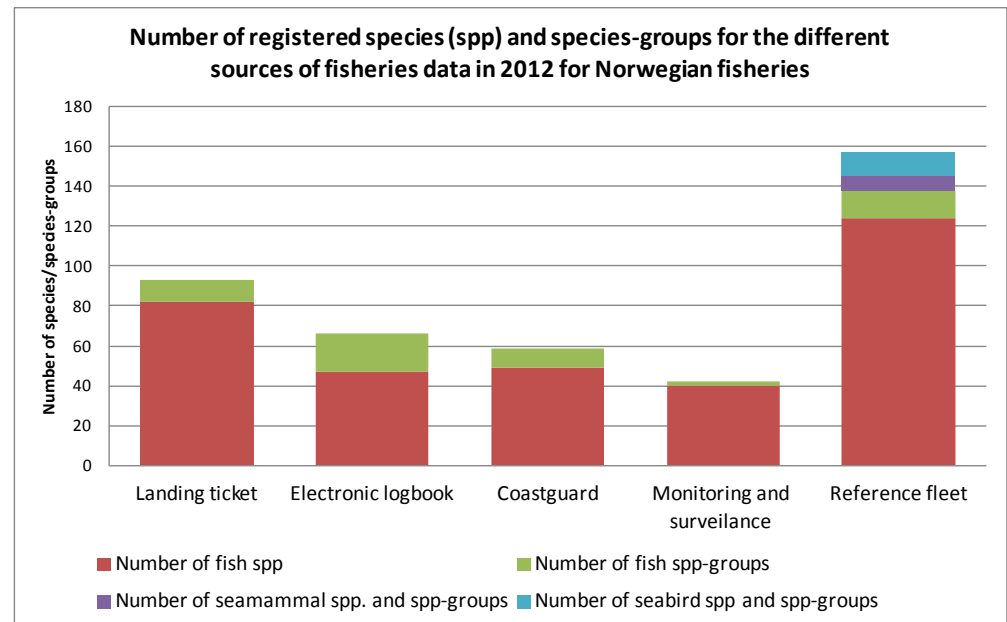 Number of registered species (spp) and species-groups for the different
sources of fisheries data in 2012 for Norwegian fisheries
Number of species/spedes-groups
180
160
140
120
100
80
60
40
20
0
Landing ticket
Electronic logbook
Coastguard
Monitoring and
surveilance
Reference fleet
Number of fish spp
Number of fish spp-groups
Number of seamammal spp. and spp-groups
Number of seabird spp and spp-groups